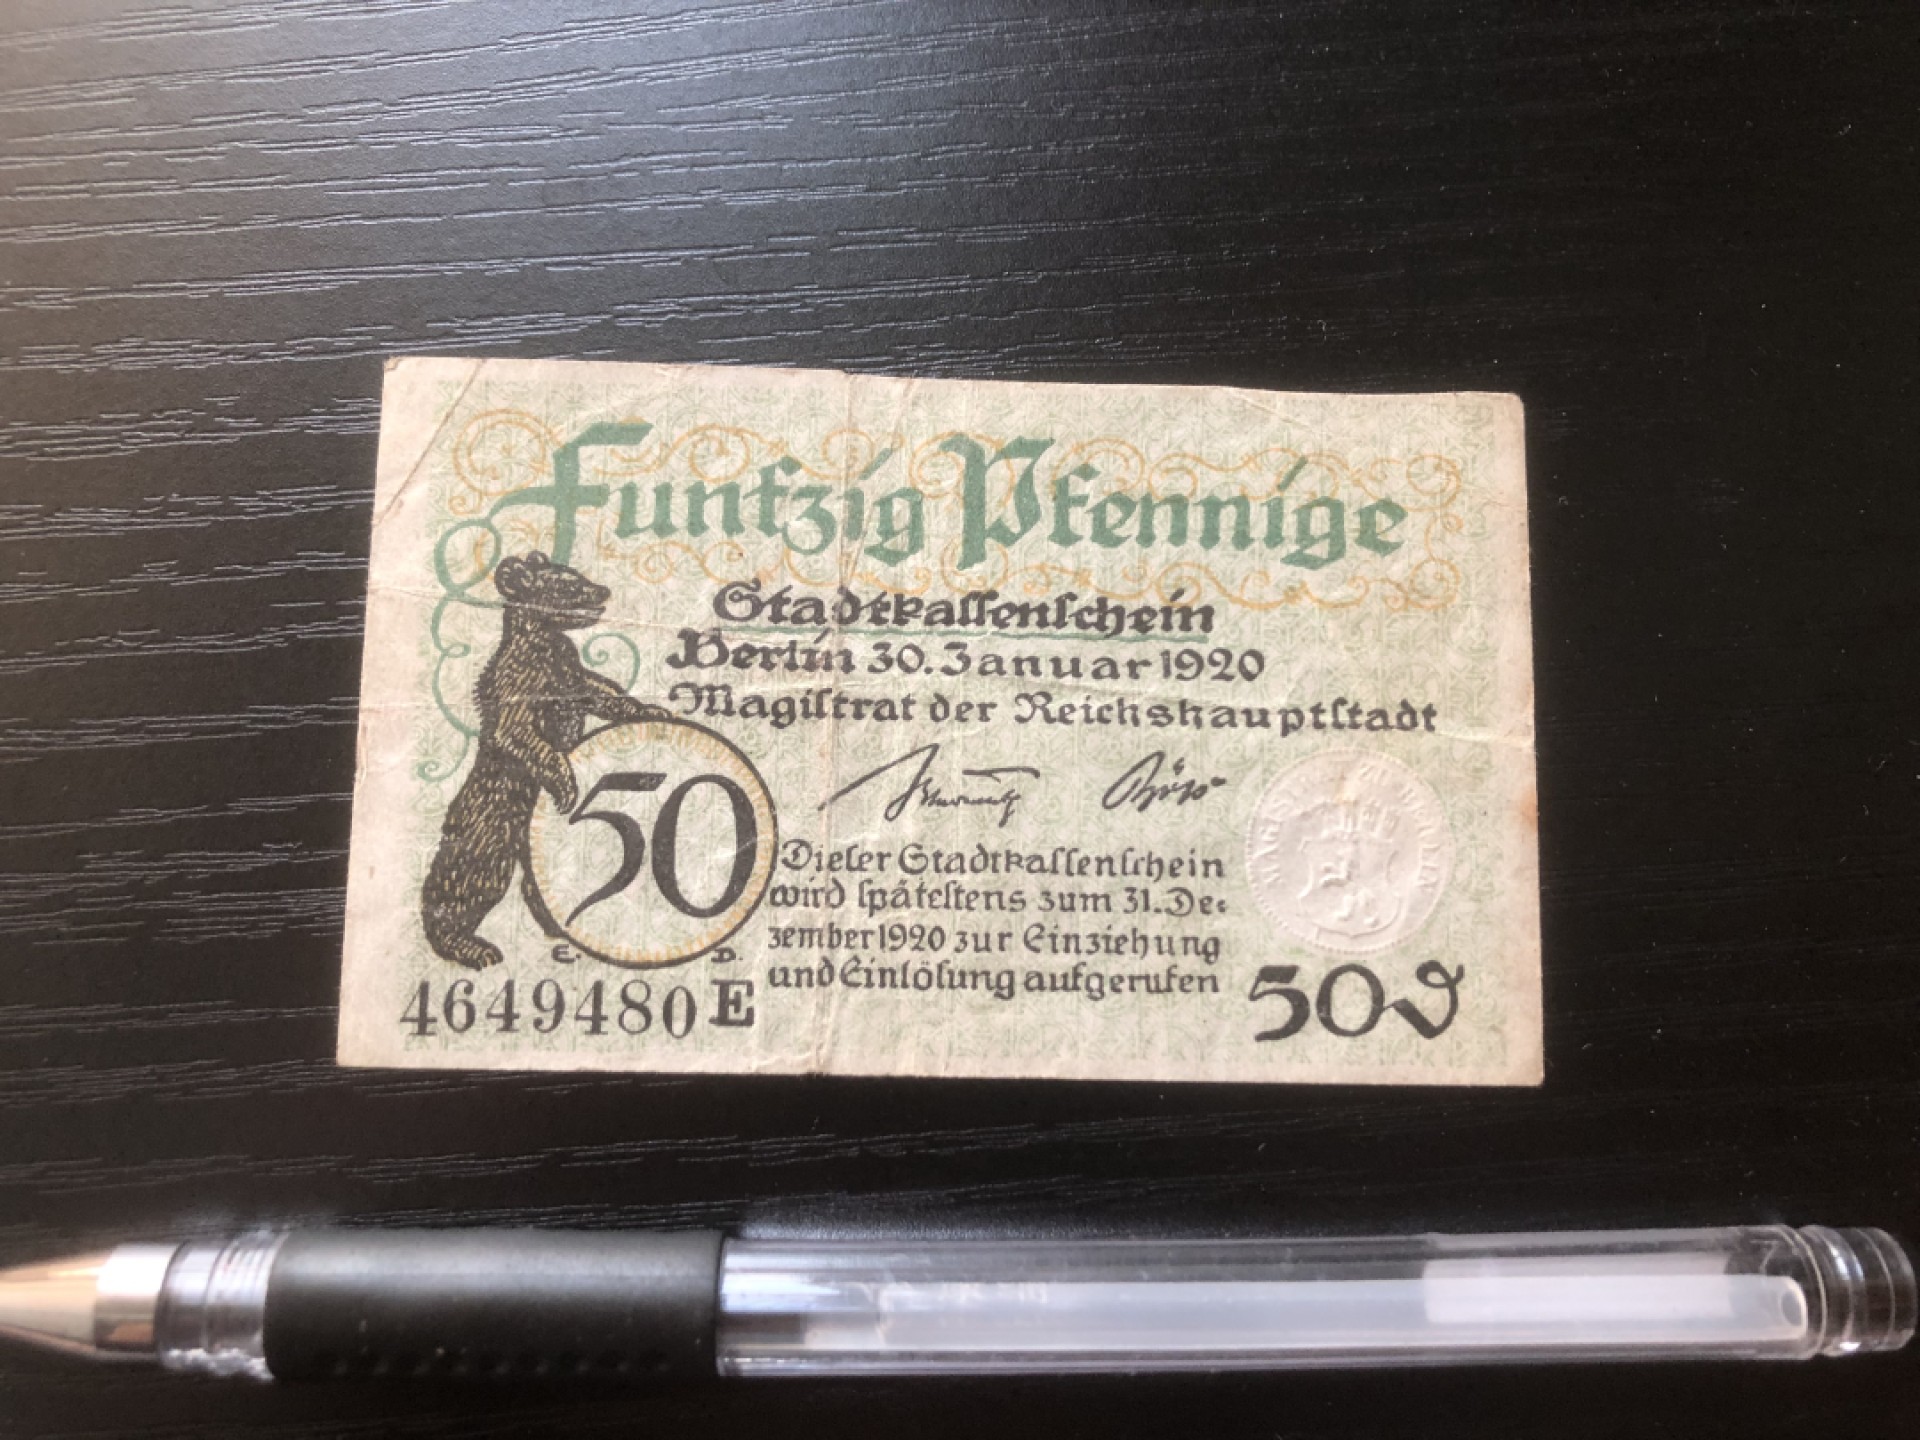 Funfzig Pfennige
Stadtkassenschein
Berlin 30. Januar 1920
Magistrat der Reichshauptstadt
50
Dieser Stadtkassenschein
wird spätestens zum 31. De-
zember 1920 zur Einziehung
und Einlösung aufgerufen
E. D.
4649480 E
50 ₰